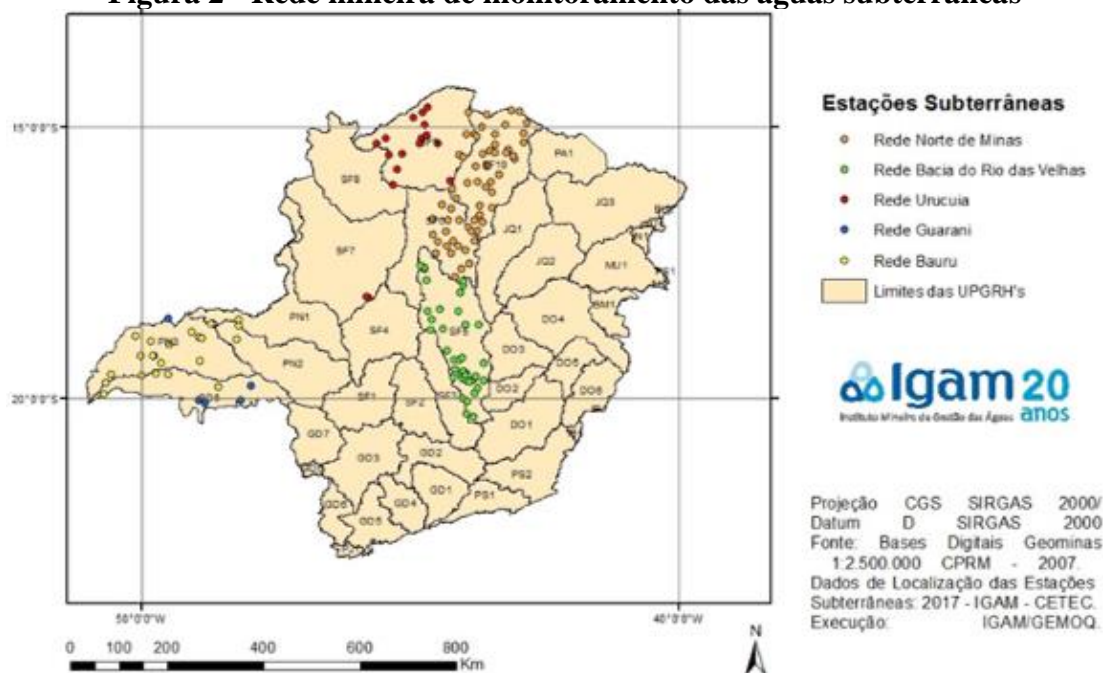 Figura 2 - Rede mineira de monitoramento das águas subterrâneas
15°0'0"S
20°0'0"S
50°0'0"W
40°0'0"W
SF8
SF7
SF10
PA1
JQ3
JQ1
JQ2
MU1
SF4
PN1
PN2
PN3
SF5
DO4
DO3
DO5
DO2
DO6
DO1
SF1
SF2
SF3
GD8
GD7
GD3
GD2
GD1
GD4
GD5
GD6
PS1
PS2
0 100 200 400 600 800
Km
N
Estações Subterrâneas
Rede Norte de Minas
Rede Bacia do Rio das Velhas
Rede Urucuia
Rede Guarani
Rede Bauru
Limites das UPGRH's
Igam 20
Instituto Mineiro de Gestão das Águas anos
Projeção CGS SIRGAS 2000/
Datum D SIRGAS 2000
Fonte: Bases Digitais Geominas
1:2.500.000 CPRM - 2007.
Dados de Localização das Estações
Subterrâneas: 2017 - IGAM - CETEC.
Execução: IGAM/GEMOQ.